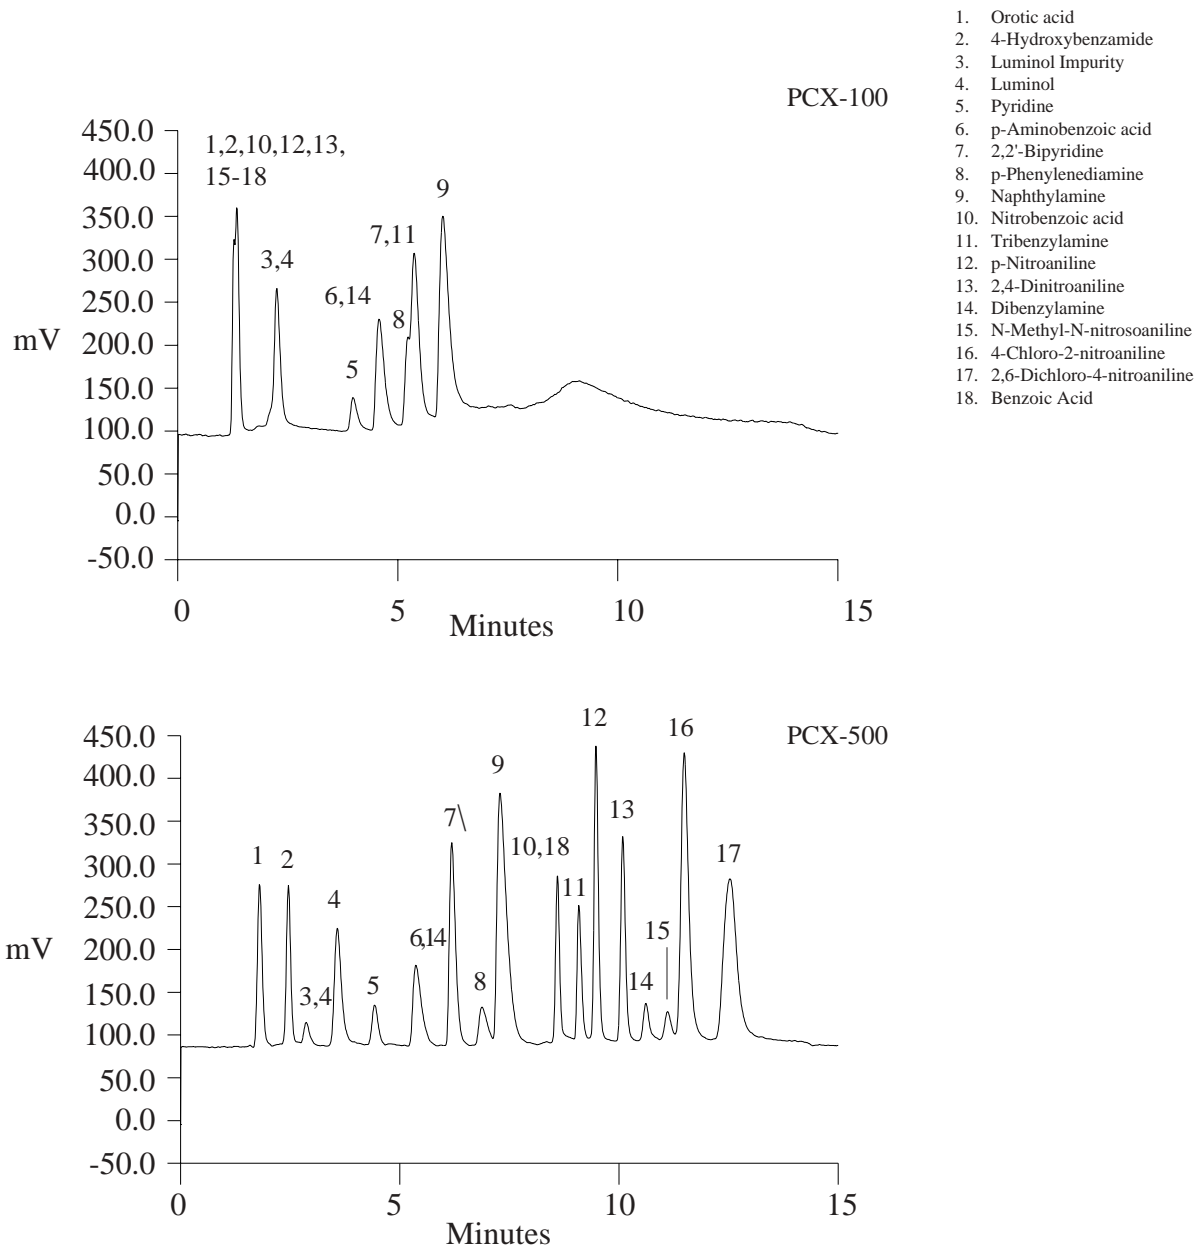 1. Orotic acid
2. 4-Hydroxybenzamide
3. Luminol Impurity
4. Luminol
5. Pyridine
6. p-Aminobenzoic acid
7. 2,2'-Bipyridine
8. p-Phenylenediamine
9. Naphthylamine
10. Nitrobenzoic acid
11. Tribenzylamine
12. p-Nitroaniline
13. 2,4-Dinitroaniline
14. Dibenzylamine
15. N-Methyl-N-nitrosoaniline
16. 4-Chloro-2-nitroaniline
17. 2,6-Dichloro-4-nitroaniline
18. Benzoic Acid
PCX-100
450.0
400.0
350.0
300.0
250.0
200.0
150.0
100.0
50.0
0.0
-50.0
mV
1,2,10,12,13,
15-18
3,4
5
6,14
8
7,11
9
0
5
10
15
Minutes
PCX-500
450.0
400.0
350.0
300.0
250.0
200.0
150.0
100.0
50.0
0.0
-50.0
mV
1
2
3,4
4
5
6,14
7\
8
9
10,18
11
12
13
14
15
16
17
0
5
10
15
Minutes